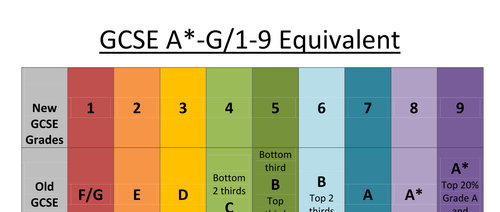 GCSE A*-G/1-9 Equivalent
New GCSE Grades 1 2 3 4 5 6 7 8 9
Old GCSE
F/G
E
D
Bottom
2 thirds
C
Bottom
third
B
Top
B
Top 2
thirds
A
A*
A*
Top 20%
Grade A
and